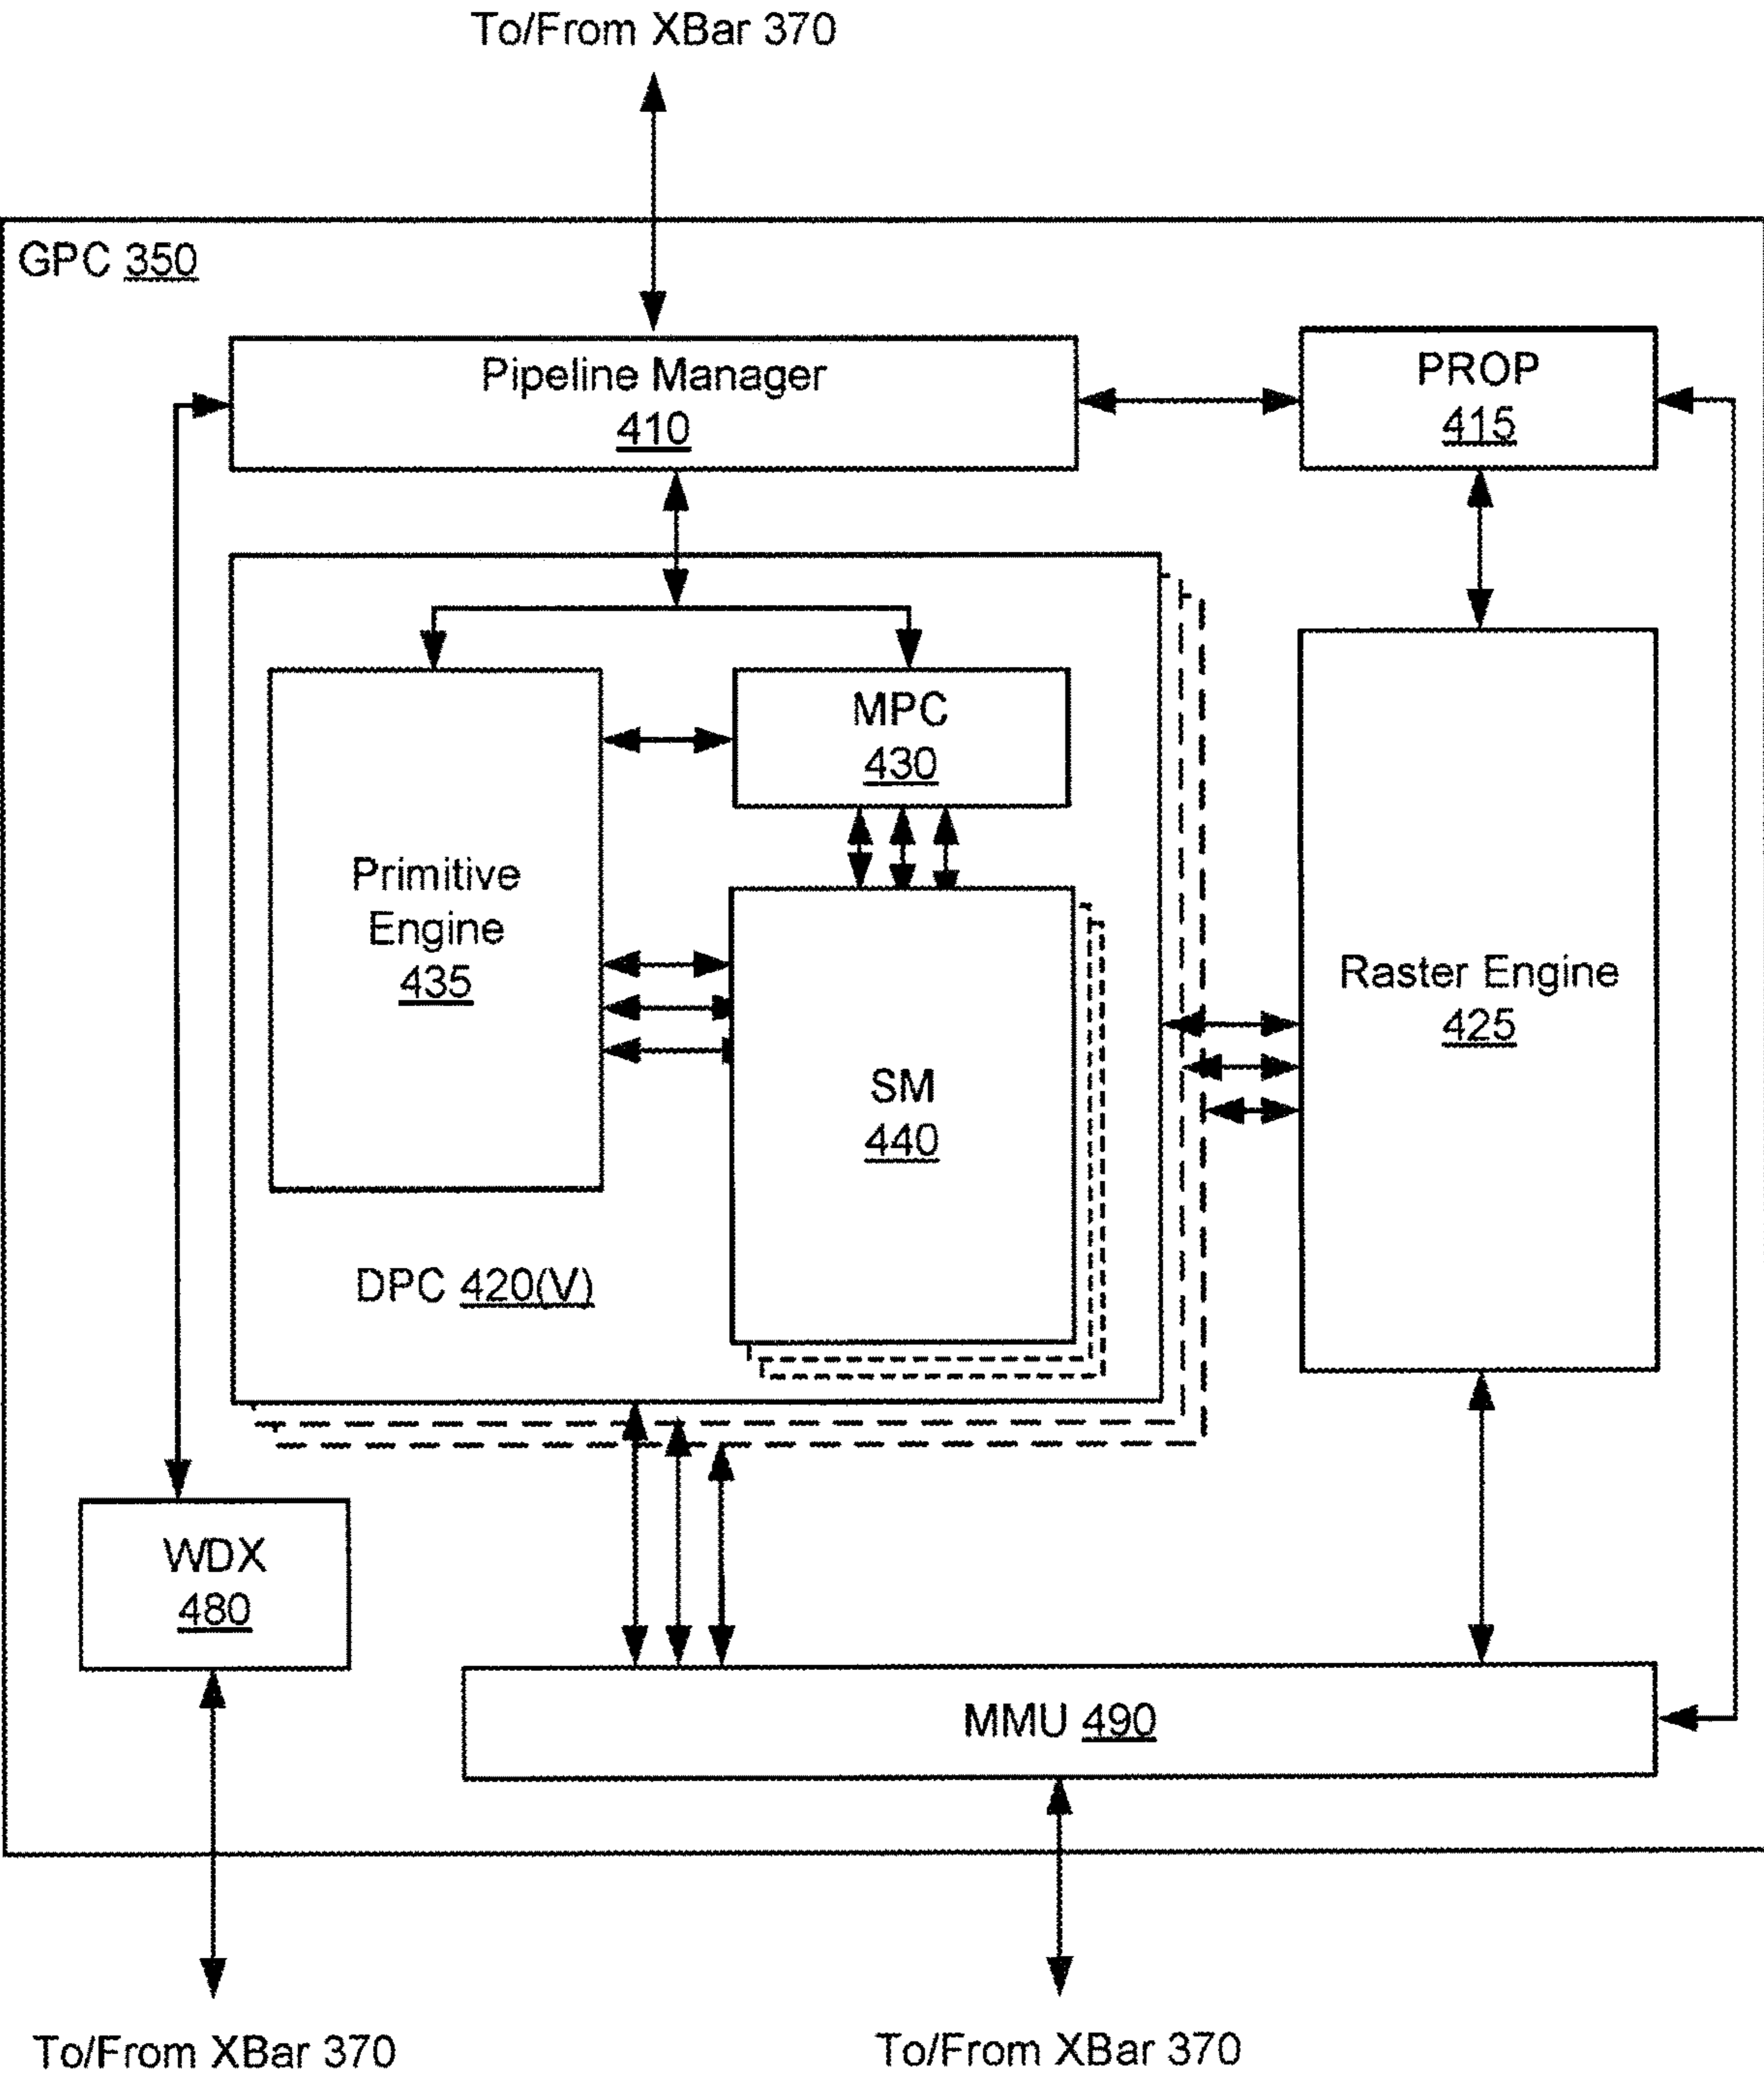 To/From XBar 370
GPC 350
Pipeline Manager
410
PROP
415
MPC
430
Primitive
Engine
435
SM
440
Raster Engine
425
DPC 420(V)
WDX
480
MMU 490
To/From XBar 370
To/From XBar 370